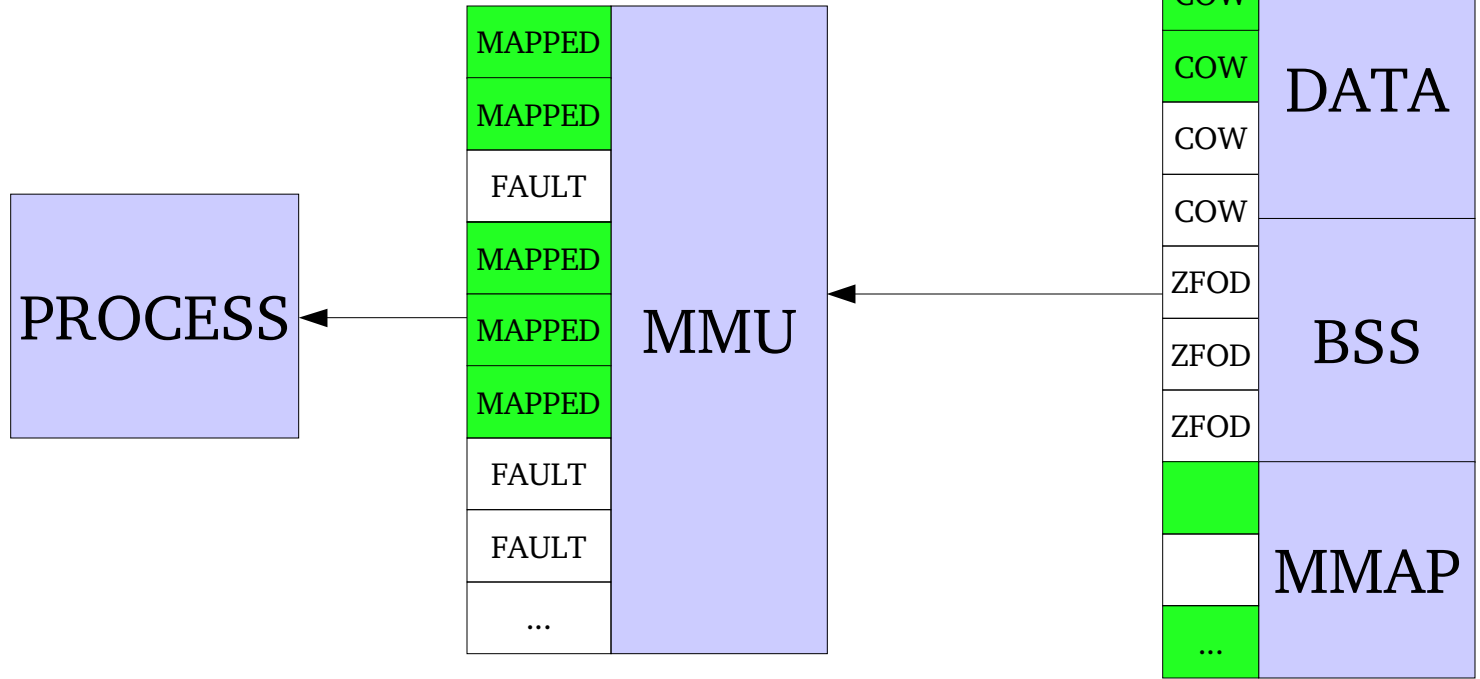 PROCESS
MAPPED
MAPPED
FAULT
MAPPED
MAPPED
MAPPED
FAULT
FAULT
...
MMU
COW
COW
COW
COW
ZFOD
ZFOD
ZFOD
...
DATA
BSS
MMAP